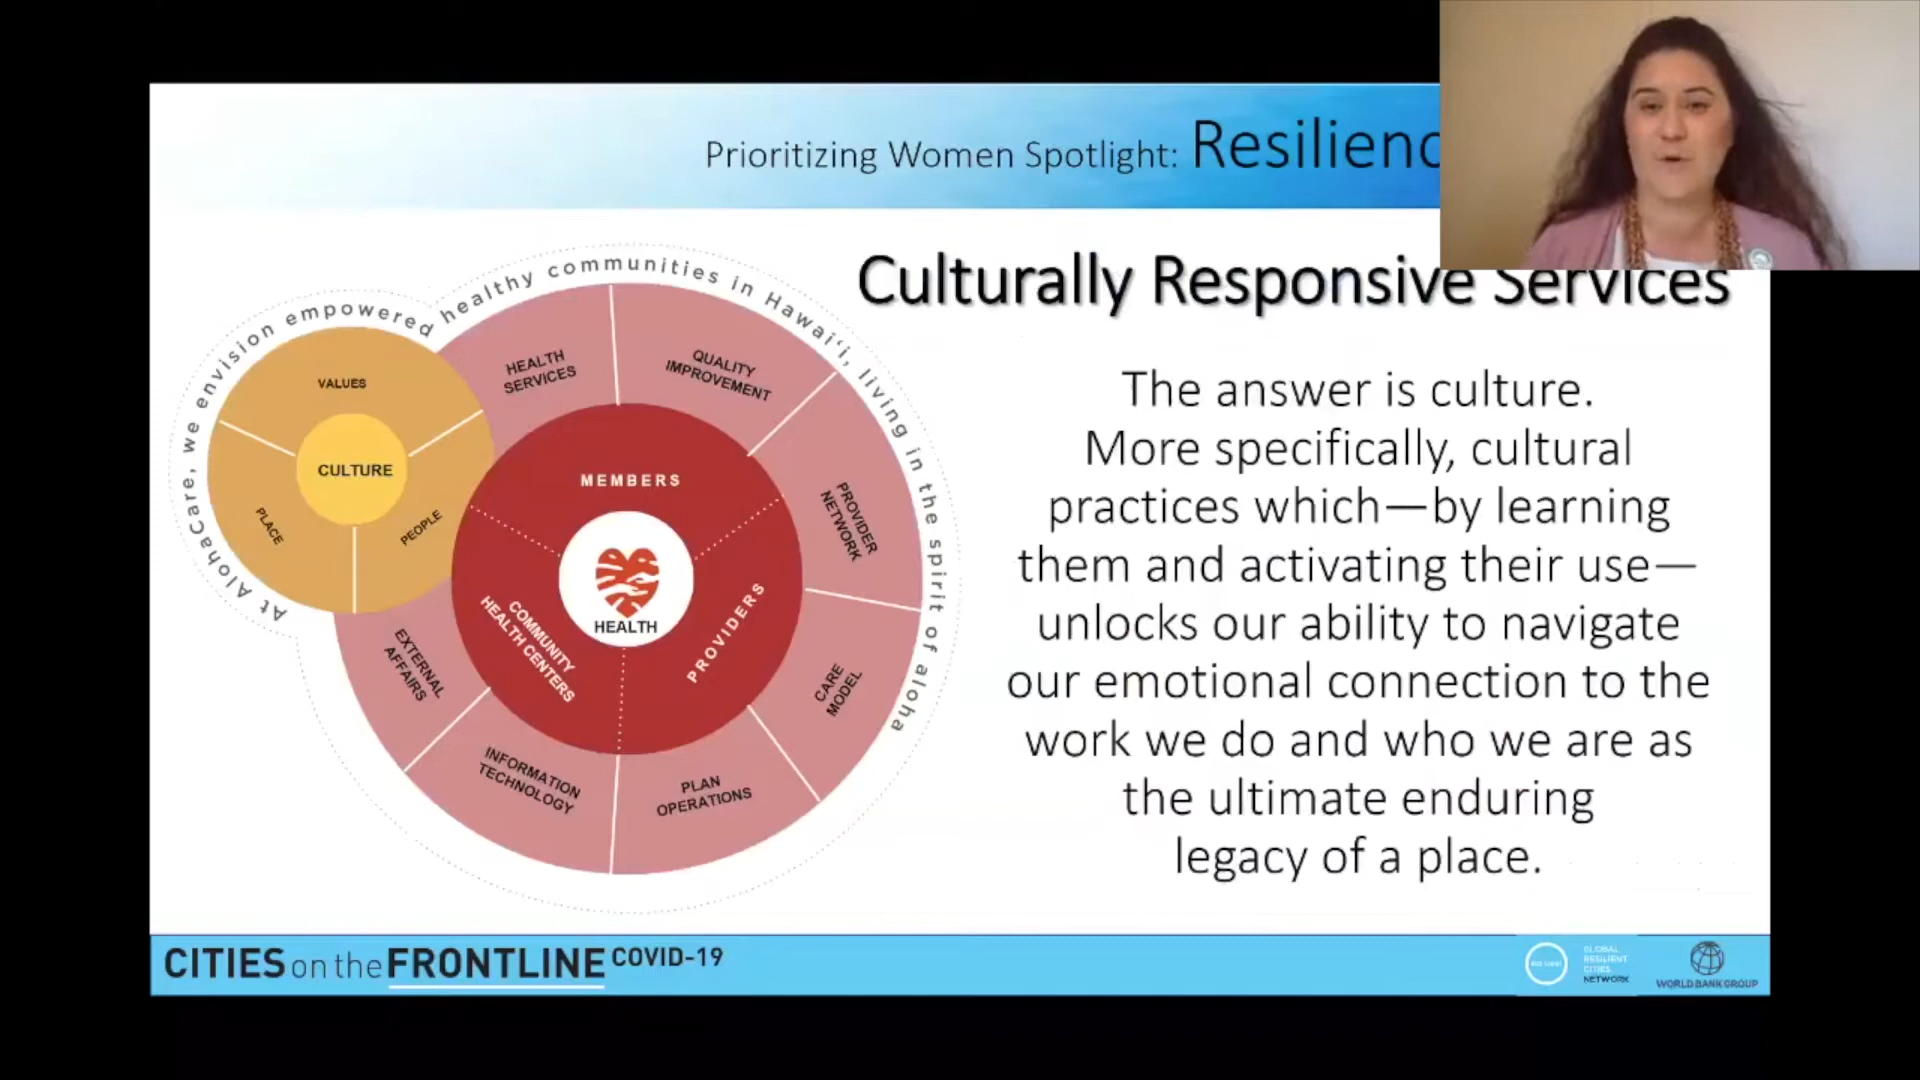 Prioritizing Women Spotlight: Resilienc
Culturally Responsive Services
At AlohaCare, we envision empowered healthy communities in Hawai‘i, living in the spirit of aloha
VALUES
CULTURE
PLACE
PEOPLE
HEALTH
SERVICES
QUALITY
IMPROVEMENT
PROVIDER
NETWORK
CARE
MODEL
PLAN
OPERATIONS
INFORMATION
TECHNOLOGY
EXTERNAL
AFFAIRS
MEMBERS
PROVIDERS
COMMUNITY
HEALTH CENTERS
HEALTH
The answer is culture.
More specifically, cultural
practices which—by learning
them and activating their use—
unlocks our ability to navigate
our emotional connection to the
work we do and who we are as
the ultimate enduring
legacy of a place.
CITIES on the FRONTLINE COVID-19
GLOBAL
RESILIENT
CITIES
NETWORK
WORLD BANK GROUP